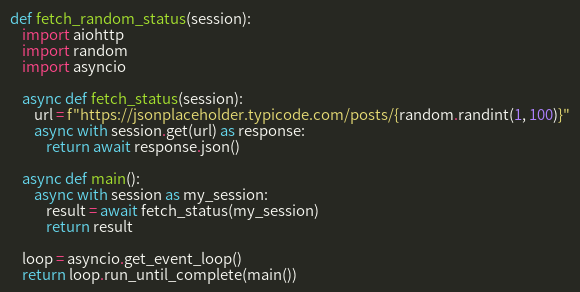 def fetch_random_status(session):
    import aiohttp
    import random
    import asyncio

    async def fetch_status(session):
        url = f"https://jsonplaceholder.typicode.com/posts/{random.randint(1, 100)}"
        async with session.get(url) as response:
            return await response.json()

    async def main():
        async with session as my_session:
            result = await fetch_status(my_session)
            return result

    loop = asyncio.get_event_loop()
    return loop.run_until_complete(main())